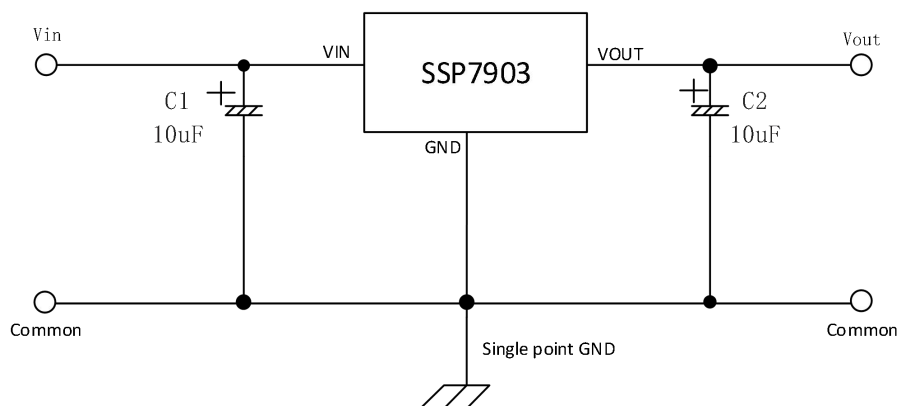 Vin
VIN
SSP7903
VOUT
Vout
C1
10uF
GND
C2
10uF
Common
Single point GND
Common